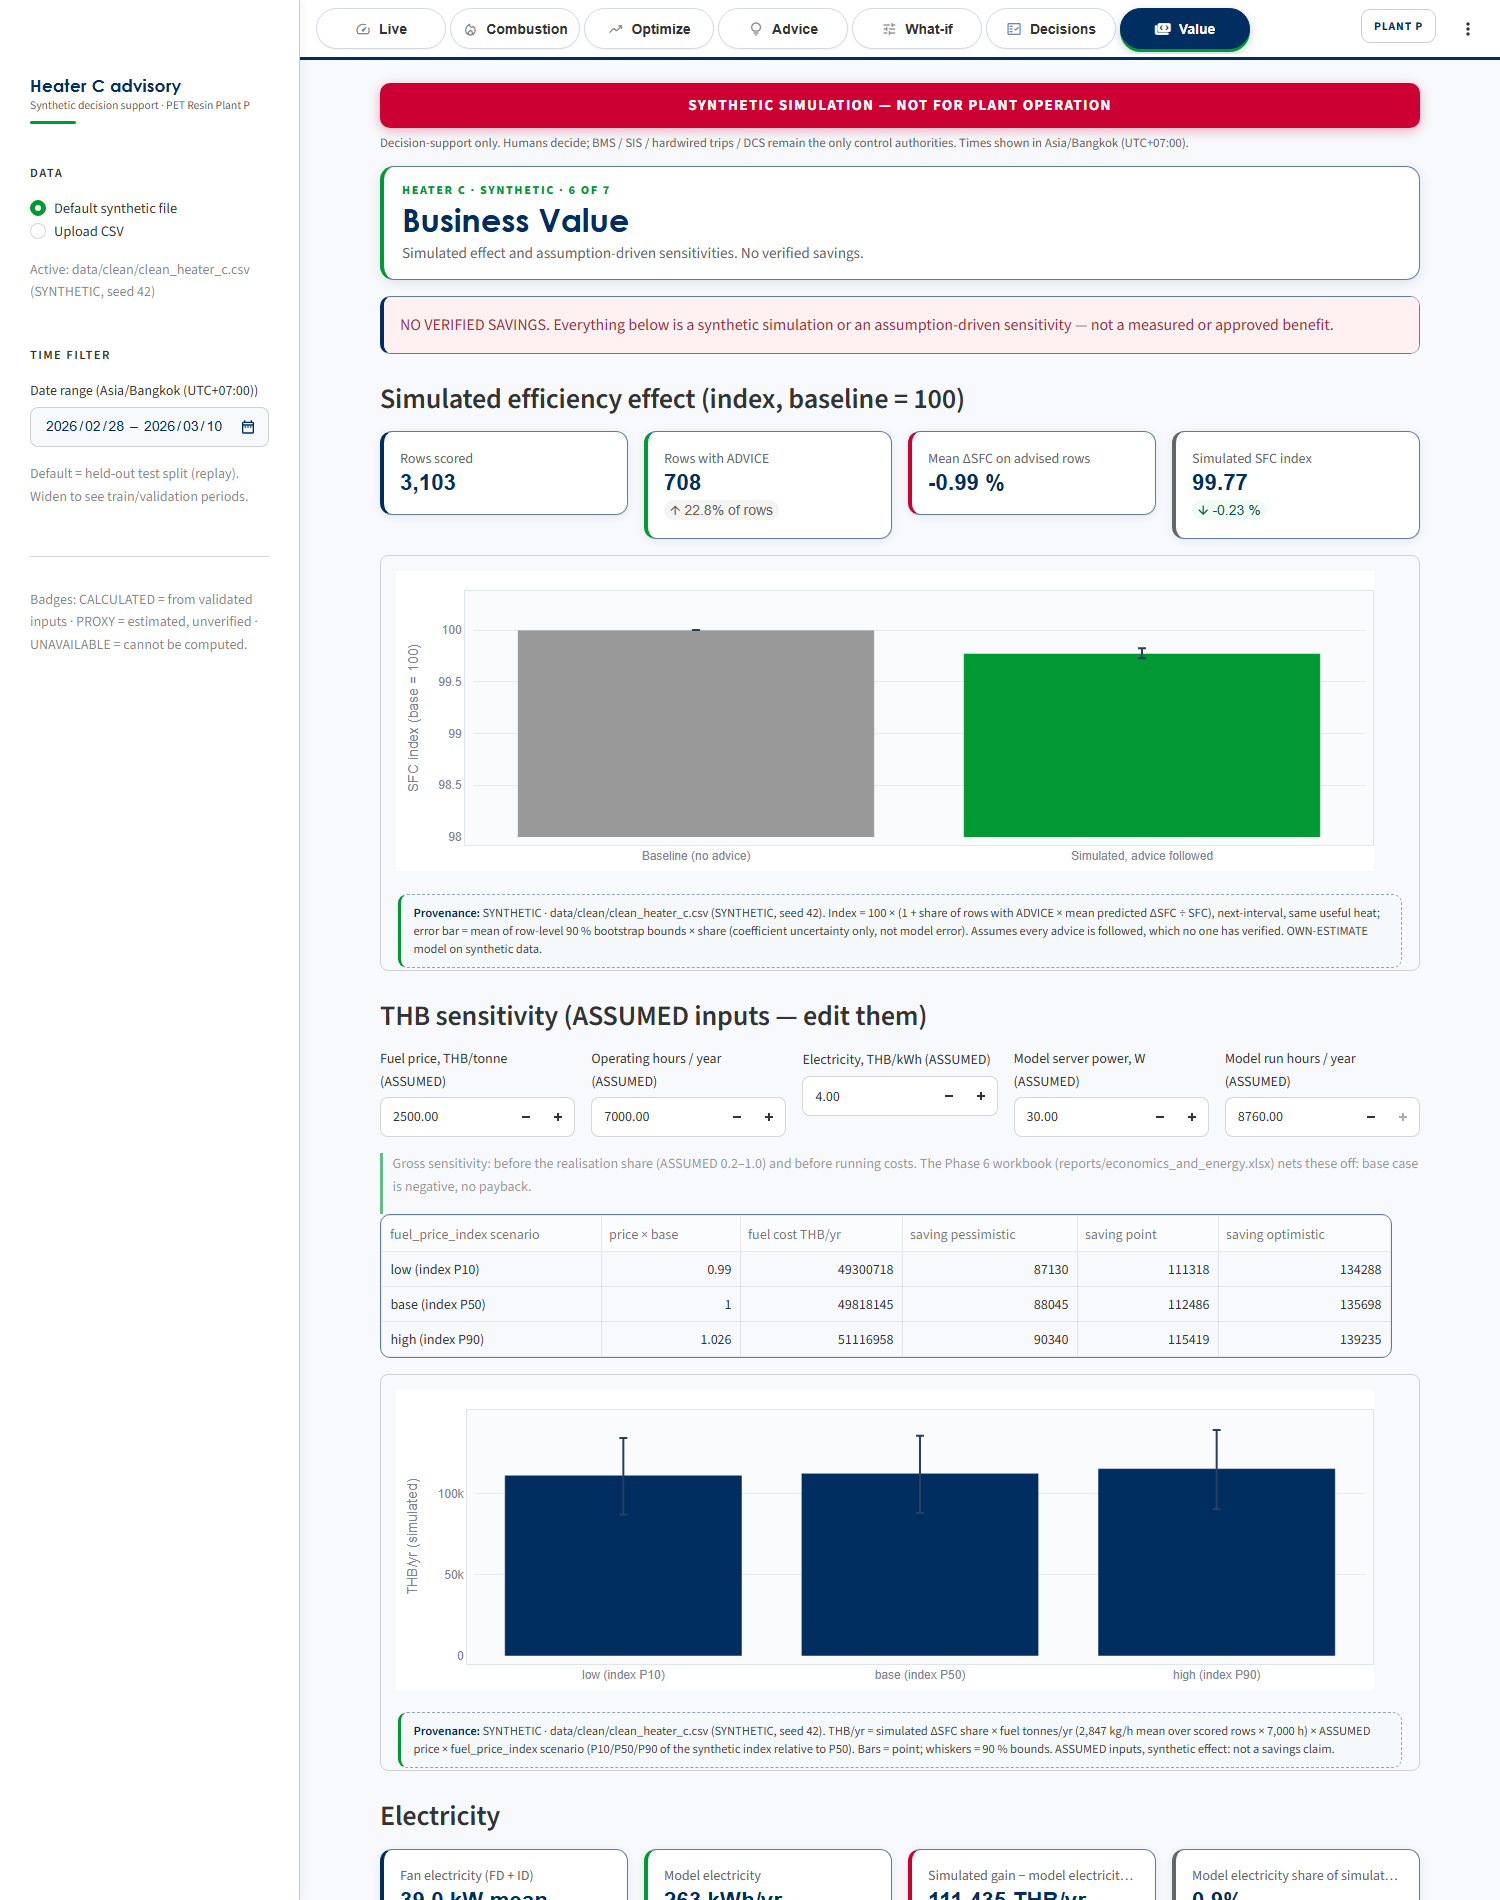 Live
Combustion
Optimize
Advice
What-if
Decisions
Value
PLANT P
Heater C advisory
Synthetic decision support · PET Resin Plant P
DATA
Default synthetic file
Upload CSV
Active: data/clean/clean_heater_c.csv
(SYNTHETIC, seed 42)
TIME FILTER
Date range (Asia/Bangkok (UTC+07:00))
2026/02/28 – 2026/03/10
Default = held-out test split (replay).
Widen to see train/validation periods.
Badges: CALCULATED = from validated
inputs · PROXY = estimated, unverified ·
UNAVAILABLE = cannot be computed.
SYNTHETIC SIMULATION — NOT FOR PLANT OPERATION
Decision-support only. Humans decide; BMS / SIS / hardwired trips / DCS remain the only control authorities. Times shown in Asia/Bangkok (UTC+07:00).
HEATER C · SYNTHETIC · 6 OF 7
Business Value
Simulated effect and assumption-driven sensitivities. No verified savings.
NO VERIFIED SAVINGS. Everything below is a synthetic simulation or an assumption-driven sensitivity — not a measured or approved benefit.
Simulated efficiency effect (index, baseline = 100)
Rows scored
3,103
Rows with ADVICE
708
↑ 22.8% of rows
Mean ΔSFC on advised rows
-0.99 %
Simulated SFC index
99.77
↓ -0.23 %
SFC index (base = 100)
100
99.5
99
98.5
98
Baseline (no advice)
Simulated, advice followed
Provenance: SYNTHETIC · data/clean/clean_heater_c.csv (SYNTHETIC, seed 42). Index = 100 × (1 + share of rows with ADVICE × mean predicted ΔSFC ÷ SFC), next-interval, same useful heat;
error bar = mean of row-level 90 % bootstrap bounds × share (coefficient uncertainty only, not model error). Assumes every advice is followed, which no one has verified. OWN-ESTIMATE
model on synthetic data.
THB sensitivity (ASSUMED inputs — edit them)
Fuel price, THB/tonne
(ASSUMED)
2500.00
Operating hours / year
(ASSUMED)
7000.00
Electricity, THB/kWh (ASSUMED)
4.00
Model server power, W
(ASSUMED)
30.00
Model run hours / year
(ASSUMED)
8760.00
Gross sensitivity: before the realisation share (ASSUMED 0.2–1.0) and before running costs. The Phase 6 workbook (reports/economics_and_energy.xlsx) nets these off: base case
is negative, no payback.
fuel_price_index scenario price × base fuel cost THB/yr saving pessimistic saving point saving optimistic
low (index P10) 0.99 49300718 87130 111318 134288
base (index P50) 1 49818145 88045 112486 135698
high (index P90) 1.026 51116958 90340 115419 139235
THB/yr (simulated)
100k
50k
0
low (index P10)
base (index P50)
high (index P90)
Provenance: SYNTHETIC · data/clean/clean_heater_c.csv (SYNTHETIC, seed 42). THB/yr = simulated ΔSFC share × fuel tonnes/yr (2,847 kg/h mean over scored rows × 7,000 h) × ASSUMED
price × fuel_price_index scenario (P10/P50/P90 of the synthetic index relative to P50). Bars = point; whiskers = 90 % bounds. ASSUMED inputs, synthetic effect: not a savings claim.
Electricity
Fan electricity (FD + ID)
39.0 kW mean
Model electricity
263 kWh/yr
Simulated gain − model electricit…
111,435 THB/yr
Model electricity share of simulat…
0.9%